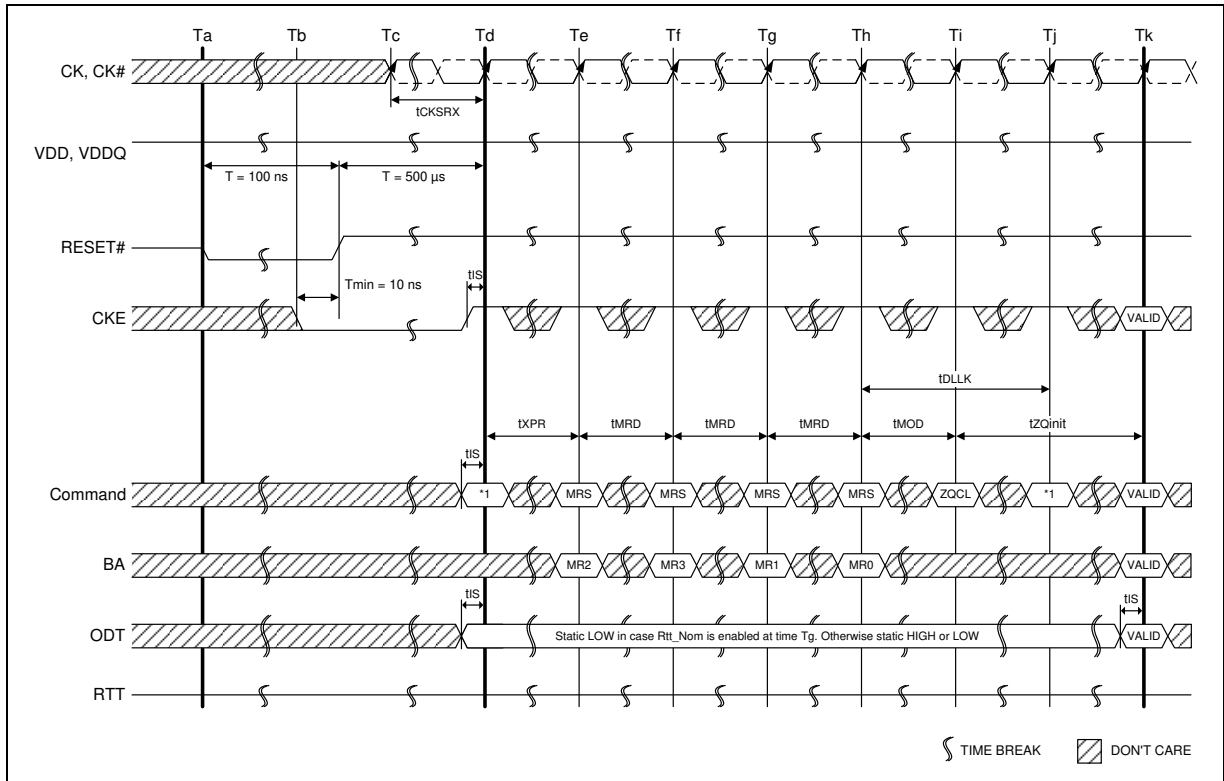 Ta Tb Tc Td Te Tf Tg Th Ti Tj Tk
CK, CK#
tCKSRX
VDD, VDDQ
T = 100 ns T = 500 µs
RESET#
Tmin = 10 ns tIS
CKE VALID
tDLLK
tXPR tMRD tMRD tMRD tMOD tZQinit
tIS
Command *1 MRS MRS MRS MRS ZQCL *1 VALID
BA MR2 MR3 MR1 MR0 VALID
tIS tIS
ODT Static LOW in case Rtt_Nom is enabled at time Tg. Otherwise static HIGH or LOW VALID
RTT
TIME BREAK DON'T CARE